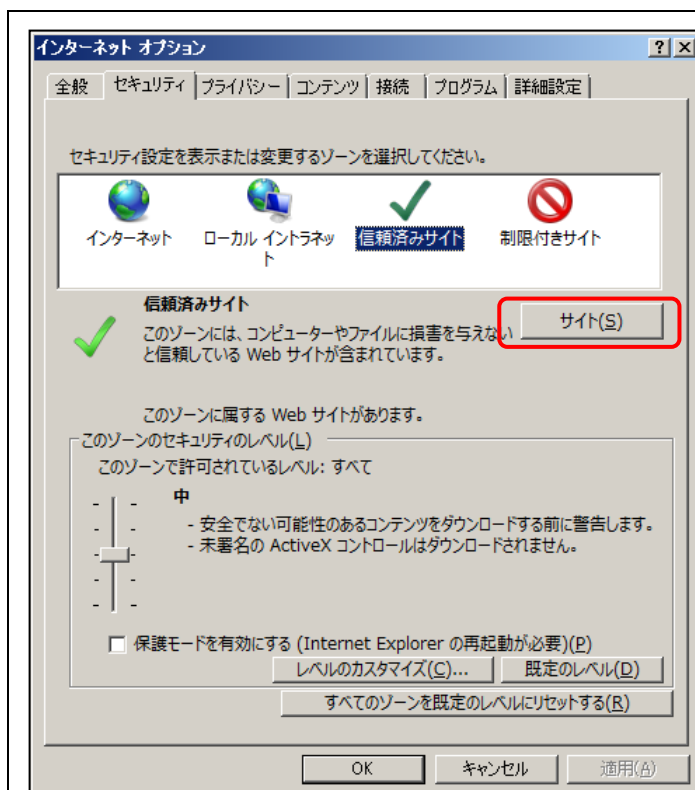 インターネット オプション
全般 セキュリティ プライバシー コンテンツ 接続 プログラム 詳細設定
セキュリティ設定を表示または変更するゾーンを選択してください。
インターネット ローカル イントラネッ 信頼済みサイト 制限付きサイト
ト
信頼済みサイト
サイト(S)
このゾーンには、コンピューターやファイルに損害を与えない
と信頼している Web サイトが含まれています。
このゾーンに属する Web サイトがあります。
このゾーンのセキュリティのレベル(L)
このゾーンで許可されているレベル: すべて
中
- 安全でない可能性のあるコンテンツをダウンロードする前に警告します。
- 未署名の ActiveX コントロールはダウンロードされません。
保護モードを有効にする (Internet Explorer の再起動が必要)(P)
レベルのカスタマイズ(C)... 既定のレベル(D)
すべてのゾーンを既定のレベルにリセットする(R)
OK キャンセル 適用(A)